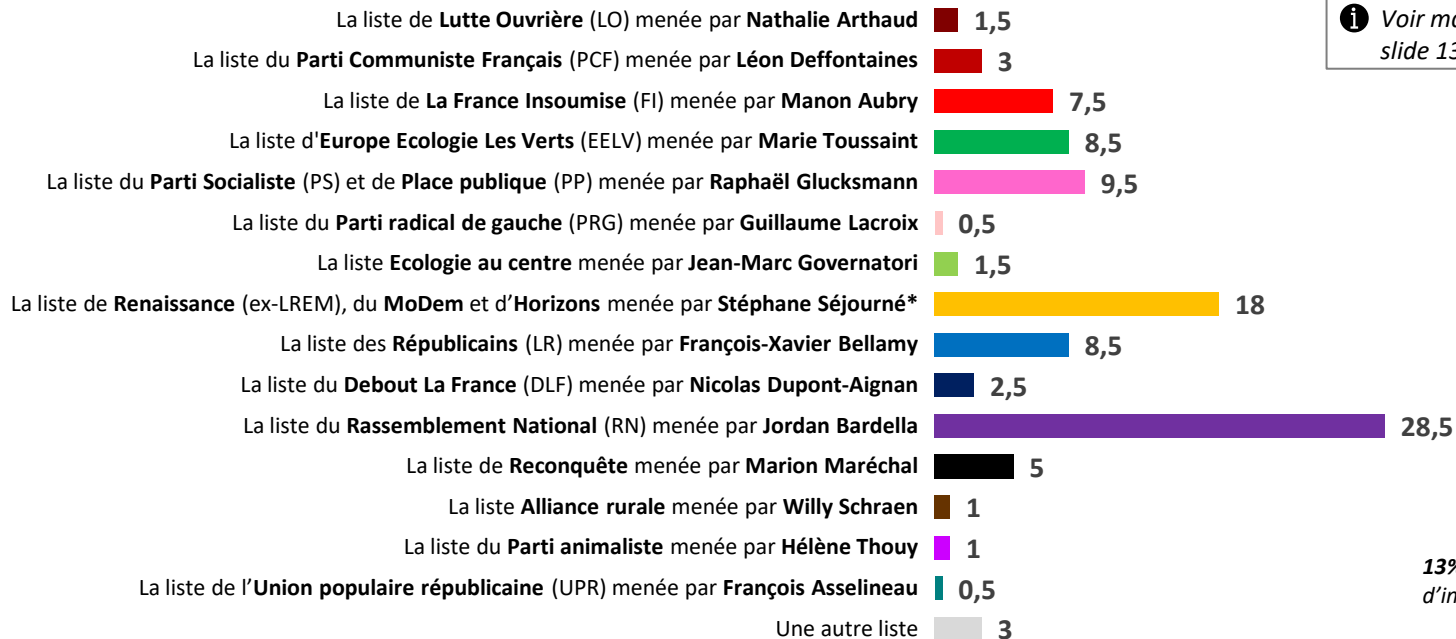 La liste de Lutte Ouvrière (LO) menée par Nathalie Arthaud 1,5
Voir
slide 13
La liste du Parti Communiste Français (PCF) menée par Léon Deffontaines 3
La liste de La France Insoumise (FI) menée par Manon Aubry 7,5
La liste d'Europe Ecologie Les Verts (EELV) menée par Marie Toussaint 8,5
La liste du Parti Socialiste (PS) et de Place publique (PP) menée par Raphaël Glucksmann 9,5
La liste du Parti radical de gauche (PRG) menée par Guillaume Lacroix 0,5
La liste Ecologie au centre menée par Jean-Marc Governatori 1,5
La liste de Renaissance (ex-LREM), du MoDem et d’Horizons menée par Stéphane Séjourné* 18
La liste des Républicains (LR) menée par François-Xavier Bellamy 8,5
La liste du Debout La France (DLF) menée par Nicolas Dupont-Aignan 2,5
La liste du Rassemblement National (RN) menée par Jordan Bardella 28,5
La liste de Reconquête menée par Marion Maréchal 5
La liste Alliance rurale menée par Willy Schraen 1
La liste du Parti animaliste menée par Hélène Thouy 1
La liste de l’Union populaire républicaine (UPR) menée par François Asselineau 0,5
13%
Une autre liste 3